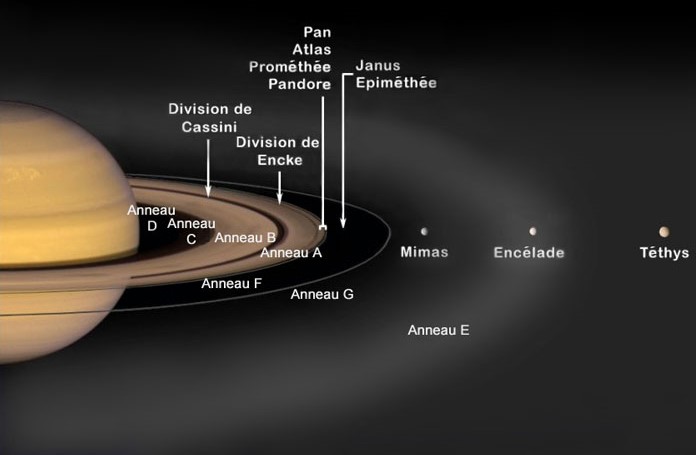 Pan
Atlas
Prométhée
Pandore
Janus
Epiméthée
Division de
Cassini
Division de
Encke
Anneau
D
Anneau
C
Anneau B
Anneau A
Mimas
Encélade
Téthys
Anneau F
Anneau G
Anneau E